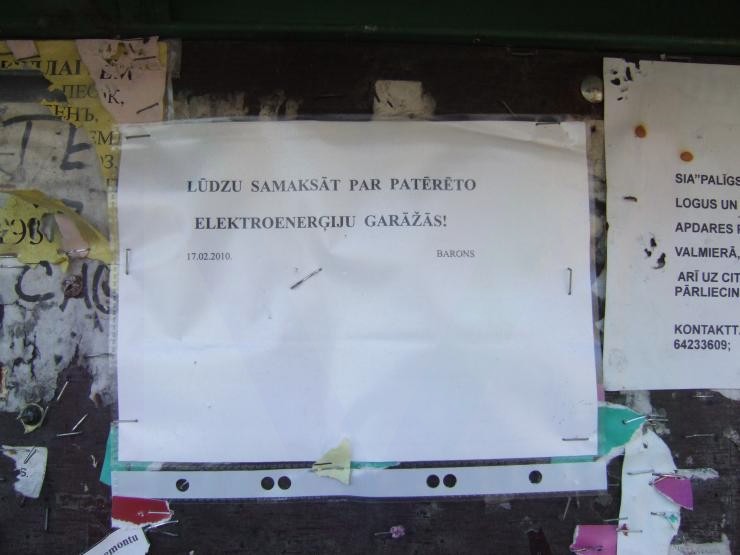 ПЕСОК,
LŪDZU SAMAKSĀT PAR PATĒRĒTO
ELEKTROENERĢIJU GARĀŽĀS!
17.02.2010. BARONS
SIA"PALĪGS
LOGUS UN
APDARES
VALMIERĀ,
ARĪ UZ CIT
PĀRLIECIN
KONTAKTT.
64233609;